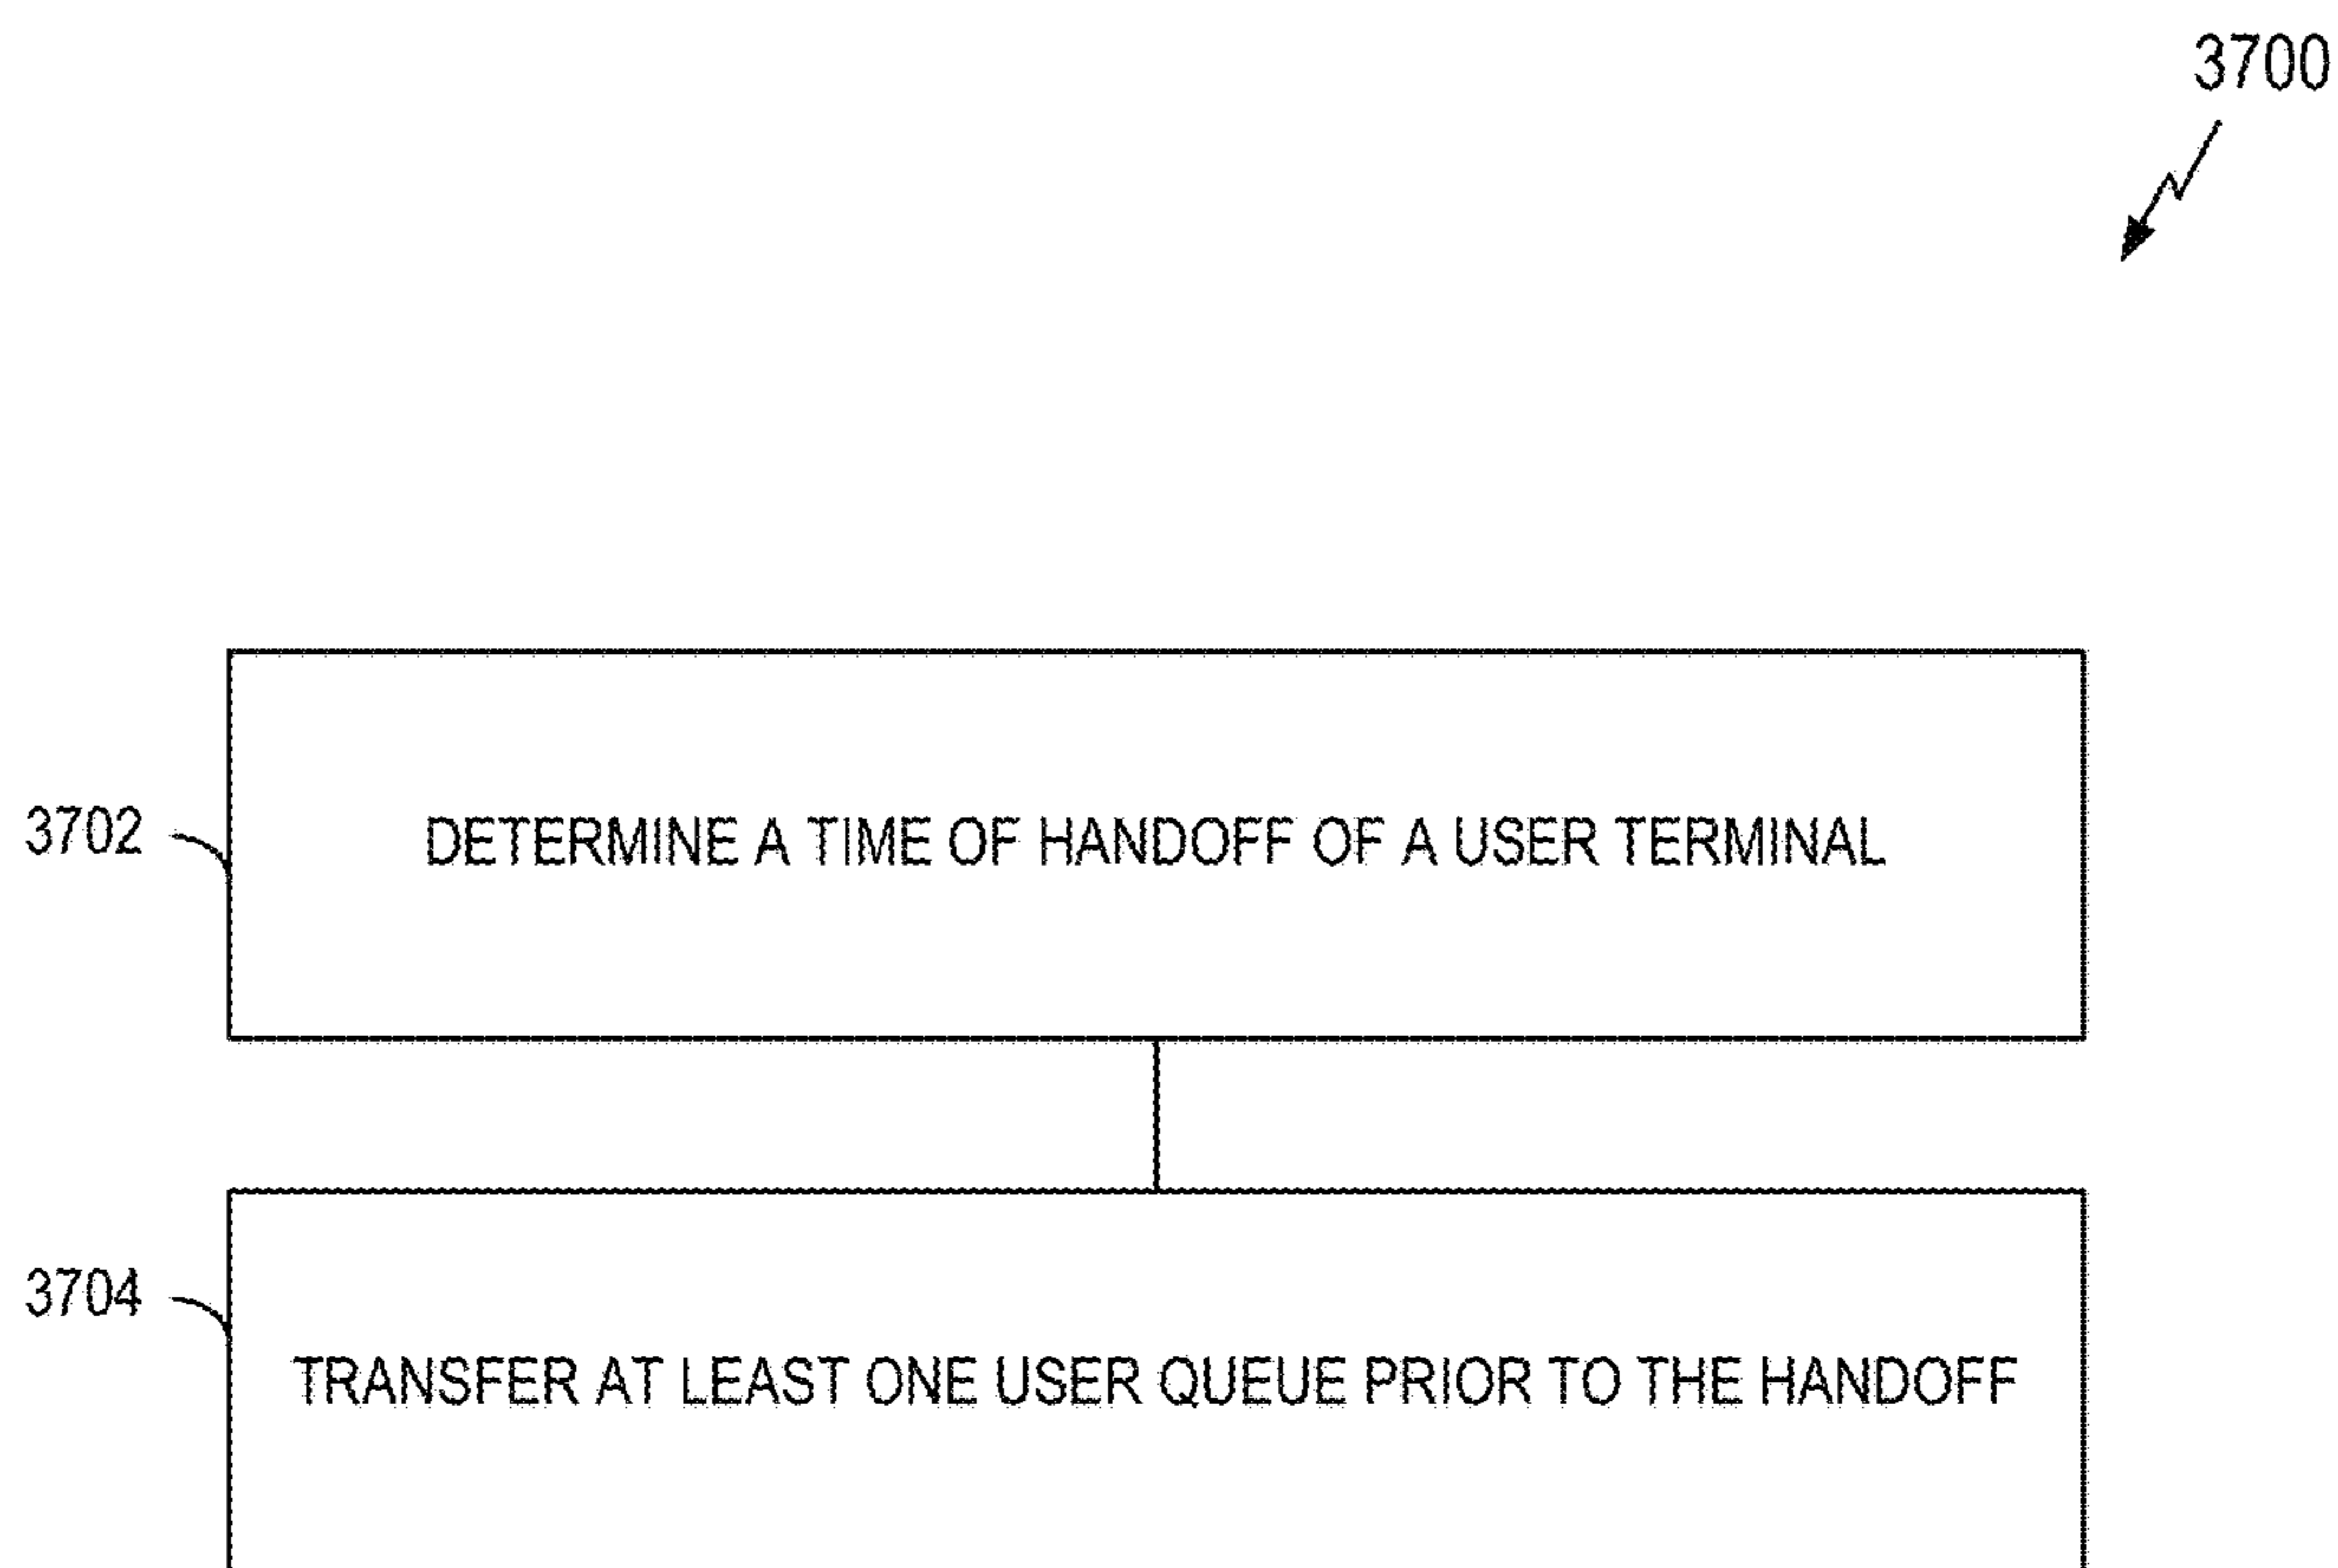 3700
3702
DETERMINE A TIME OF HANDOFF OF A USER TERMINAL
3704
TRANSFER AT LEAST ONE USER QUEUE PRIOR TO THE HANDOFF